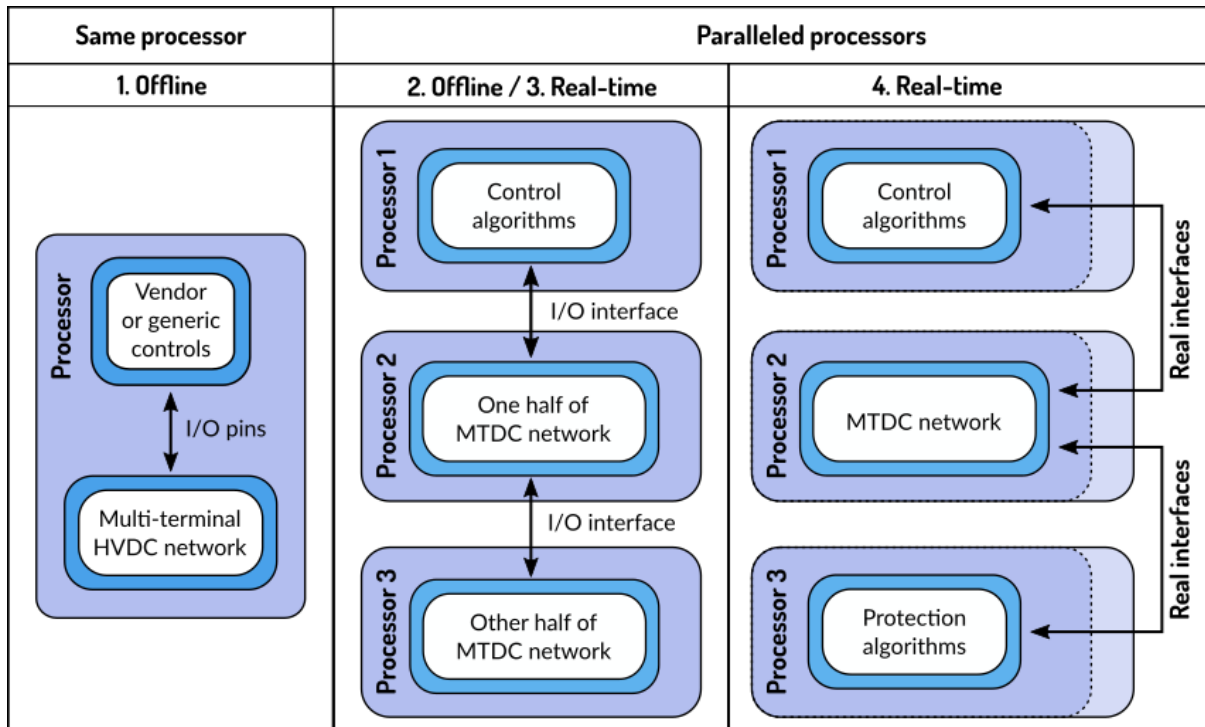 Same processor
Paralleled processors
1. Offline
2. Offline / 3. Real-time
4. Real-time
Processor
Vendor
or generic
controls
I/O pins
Multi-terminal
HVDC network
Processor 1
Control
algorithms
I/O interface
Processor 2
One half of
MTDC network
I/O interface
Processor 3
Other half of
MTDC network
Processor 1
Control
algorithms
Real interfaces
Processor 2
MTDC network
Real interfaces
Processor 3
Protection
algorithms